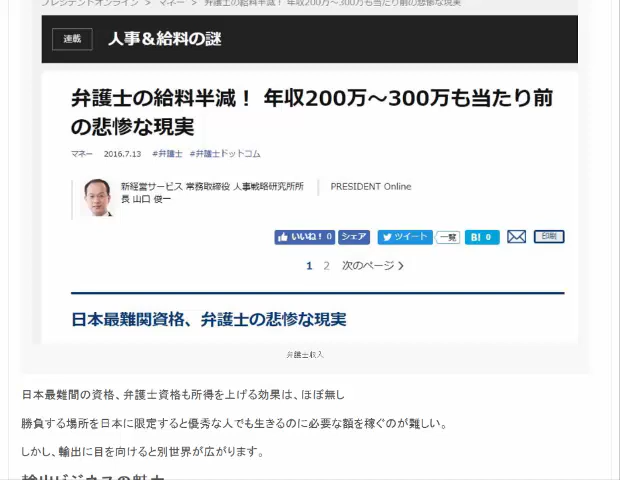 プレジデントオンライン > マネー > 弁護士の給料半減! 年収200万〜300万も当たり前の悲惨な現実
連載 人事＆給料の謎
弁護士の給料半減! 年収200万〜300万も当たり前
の悲惨な現実
マネー 2016.7.13 #弁護士 #弁護士ドットコム
新経営サービス 常務取締役 人事戦略研究所所
長 山口 俊一
PRESIDENT Online
いいね! 0 シェア ツイート 一覧 B! 0 印刷
1 2 次のページ >
日本最難関資格、弁護士の悲惨な現実
弁護士収入
日本最難間の資格、弁護士資格も所得を上げる効果は、ほぼ無し
勝負する場所を日本に限定すると優秀な人でも生きるのに必要な額を稼ぐのが難しい。
しかし、輸出に目を向けると別世界が広がります。
輸出ビジネスの魅力